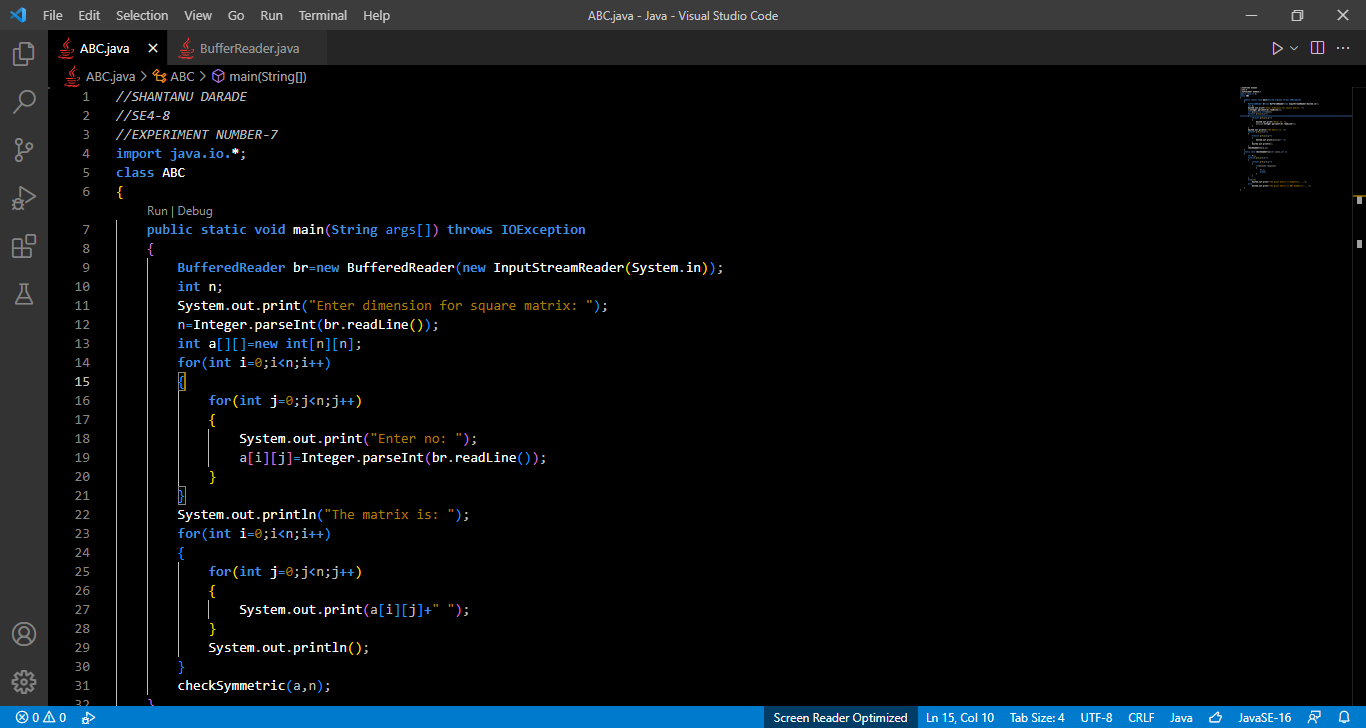 File Edit Selection View Go Run Terminal Help ABC.java - Java - Visual Studio Code
ABC.java BufferReader.java
ABC.java > ABC > main(String[])
1 //SHANTANU DARADE
2 //SE4-8
3 //EXPERIMENT NUMBER-7
4 import java.io.*;
5 class ABC
6 {
Run | Debug
7 public static void main(String args[]) throws IOException
8 {
9 BufferedReader br=new BufferedReader(new InputStreamReader(System.in));
10 int n;
11 System.out.print("Enter dimension for square matrix: ");
12 n=Integer.parseInt(br.readLine());
13 int a[][]=new int[n][n];
14 for(int i=0;i<n;i++)
15 {
16 for(int j=0;j<n;j++)
17 {
18 System.out.print("Enter no: ");
19 a[i][j]=Integer.parseInt(br.readLine());
20 }
21 }
22 System.out.println("The matrix is: ");
23 for(int i=0;i<n;i++)
24 {
25 for(int j=0;j<n;j++)
26 {
27 System.out.print(a[i][j]+" ");
28 }
29 System.out.println();
30 }
31 checkSymmetric(a,n);
32 }
0 0 Screen Reader Optimized Ln 15, Col 10 Tab Size: 4 UTF-8 CRLF Java JavaSE-16